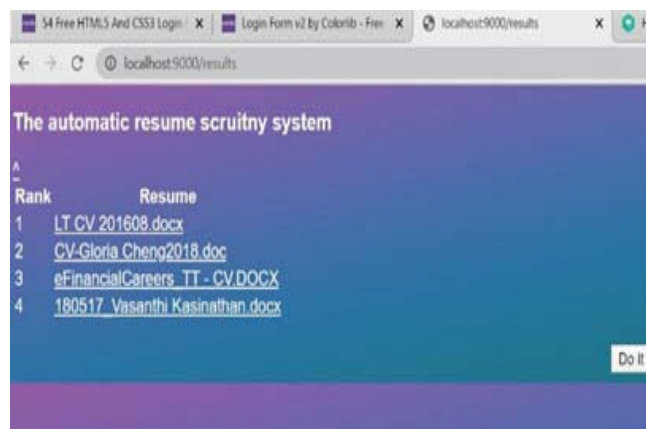 54 Free HTML5 And CSS3 Login
Login Form v2 by Colorlib - Free
localhost:9000/results
localhost:9000/results
The automatic resume scruitny system
^
Rank Resume
1 LT CV 201608.docx
2 CV-Gloria Cheng2018.doc
3 eFinancialCareers_TT - CV.DOCX
4 180517_Vasanthi Kasinathan.docx
Do It